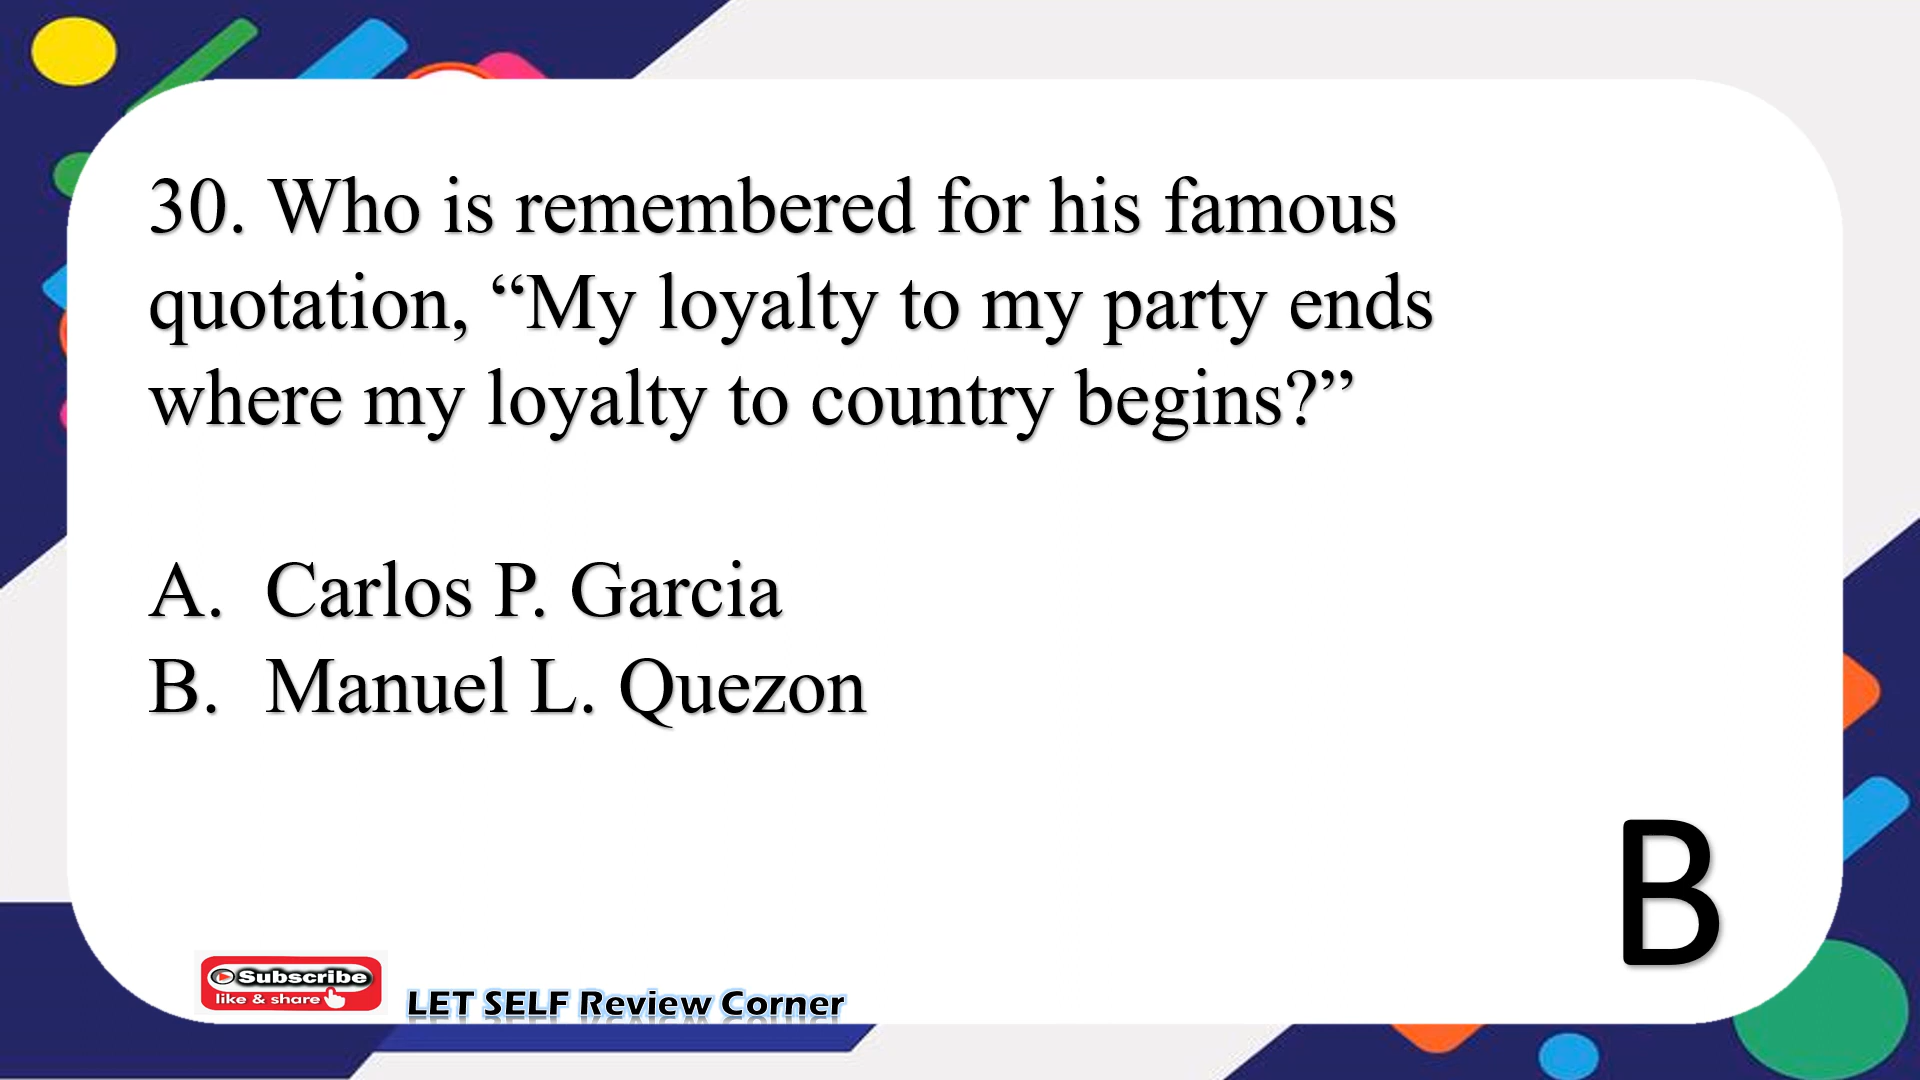 30. Who is remembered for his famous
quotation, “My loyalty to my party ends
where my loyalty to country begins?”
A. Carlos P. Garcia
B. Manuel L. Quezon
B
Subscribe
like & share
LET SELF Review Corner